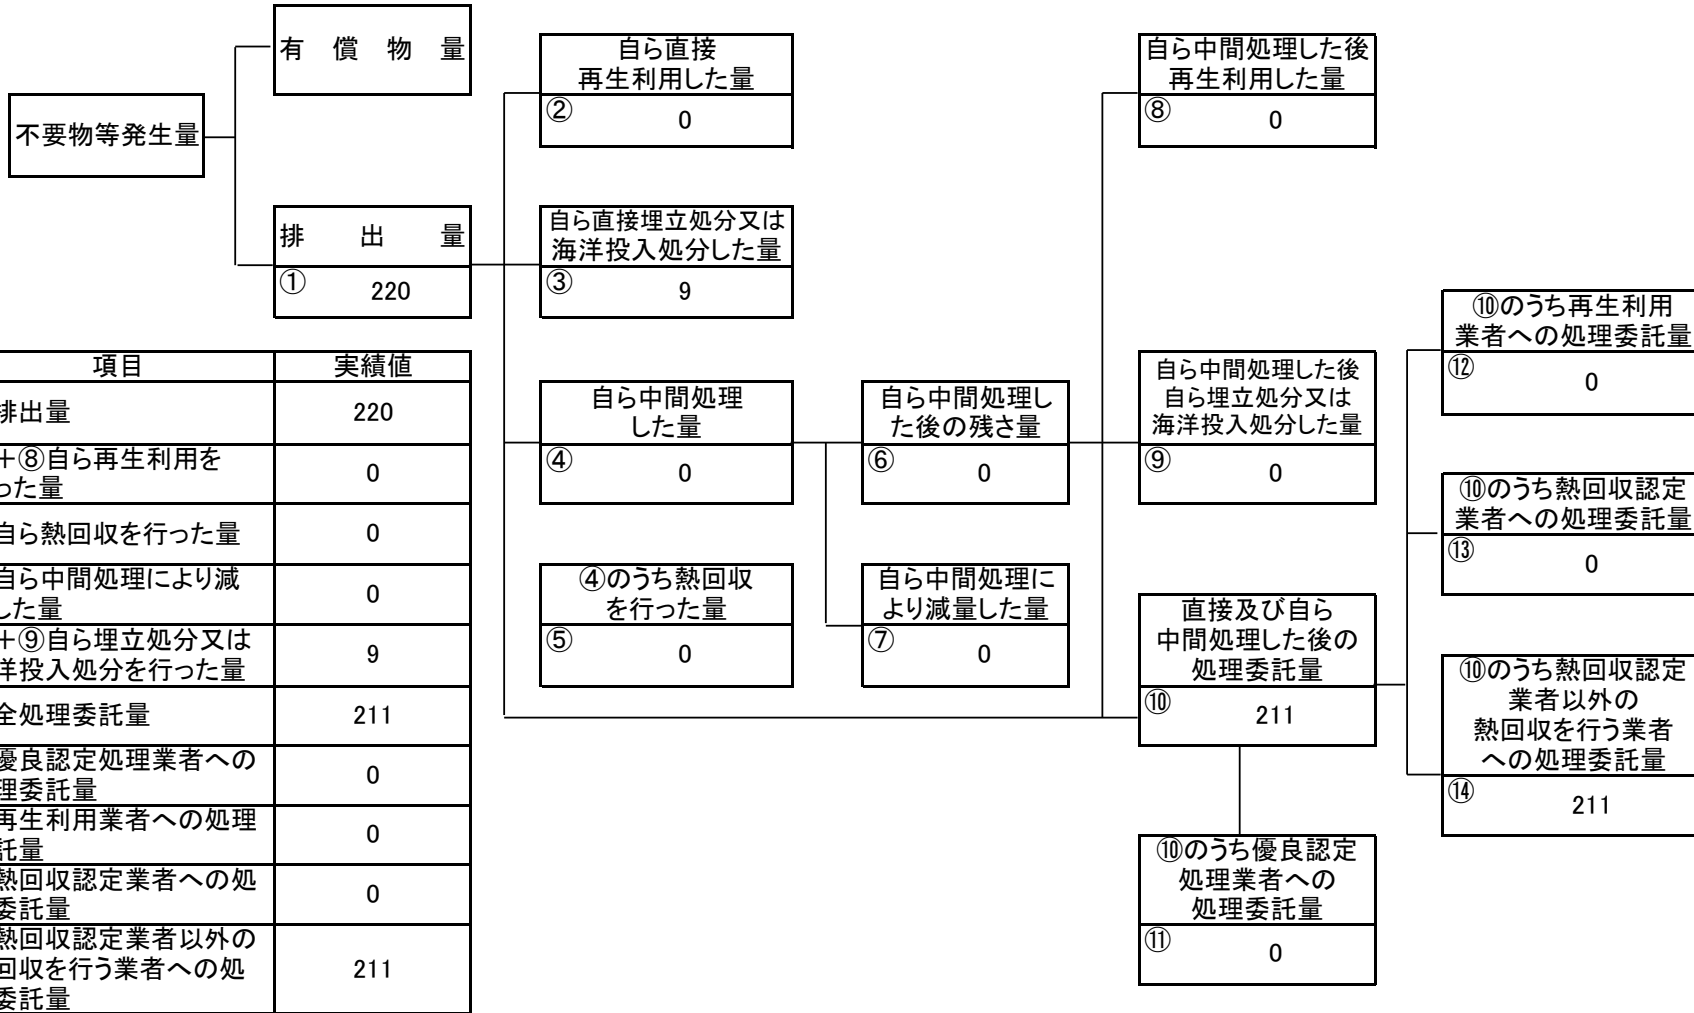 不要物等発生量
有償物量
排出量
①
220
自ら直接
再生利用した量
②
0
自ら直接埋立処分又は
海洋投入処分した量
③
9
自ら中間処理
した量
④
0
④のうち熱回収
を行った量
⑤
0
自ら中間処理し
た後の残さ量
⑥
0
自ら中間処理に
より減量した量
⑦
0
自ら中間処理した後
再生利用した量
⑧
0
自ら中間処理した後
自ら埋立処分又は
海洋投入処分した量
⑨
0
直接及び自ら
中間処理した後の
処理委託量
⑩
211
⑩のうち優良認定
処理業者への
処理委託量
⑪
0
⑩のうち再生利用
業者への処理委託量
⑫
0
⑩のうち熱回収認定
業者への処理委託量
⑬
0
⑩のうち熱回収認定
業者以外の
熱回収を行う業者
への処理委託量
⑭
211
項目 実績値
排出量 220
+⑧自ら再生利用を
った量
0
自ら熱回収を行った量 0
自ら中間処理により減
した量
0
+⑨自ら埋立処分又は
洋投入処分を行った量
9
全処理委託量 211
優良認定処理業者への
理委託量
0
再生利用業者への処理
託量
0
熱回収認定業者への処
委託量
0
熱回収認定業者以外の
回収を行う業者への処
委託量
211